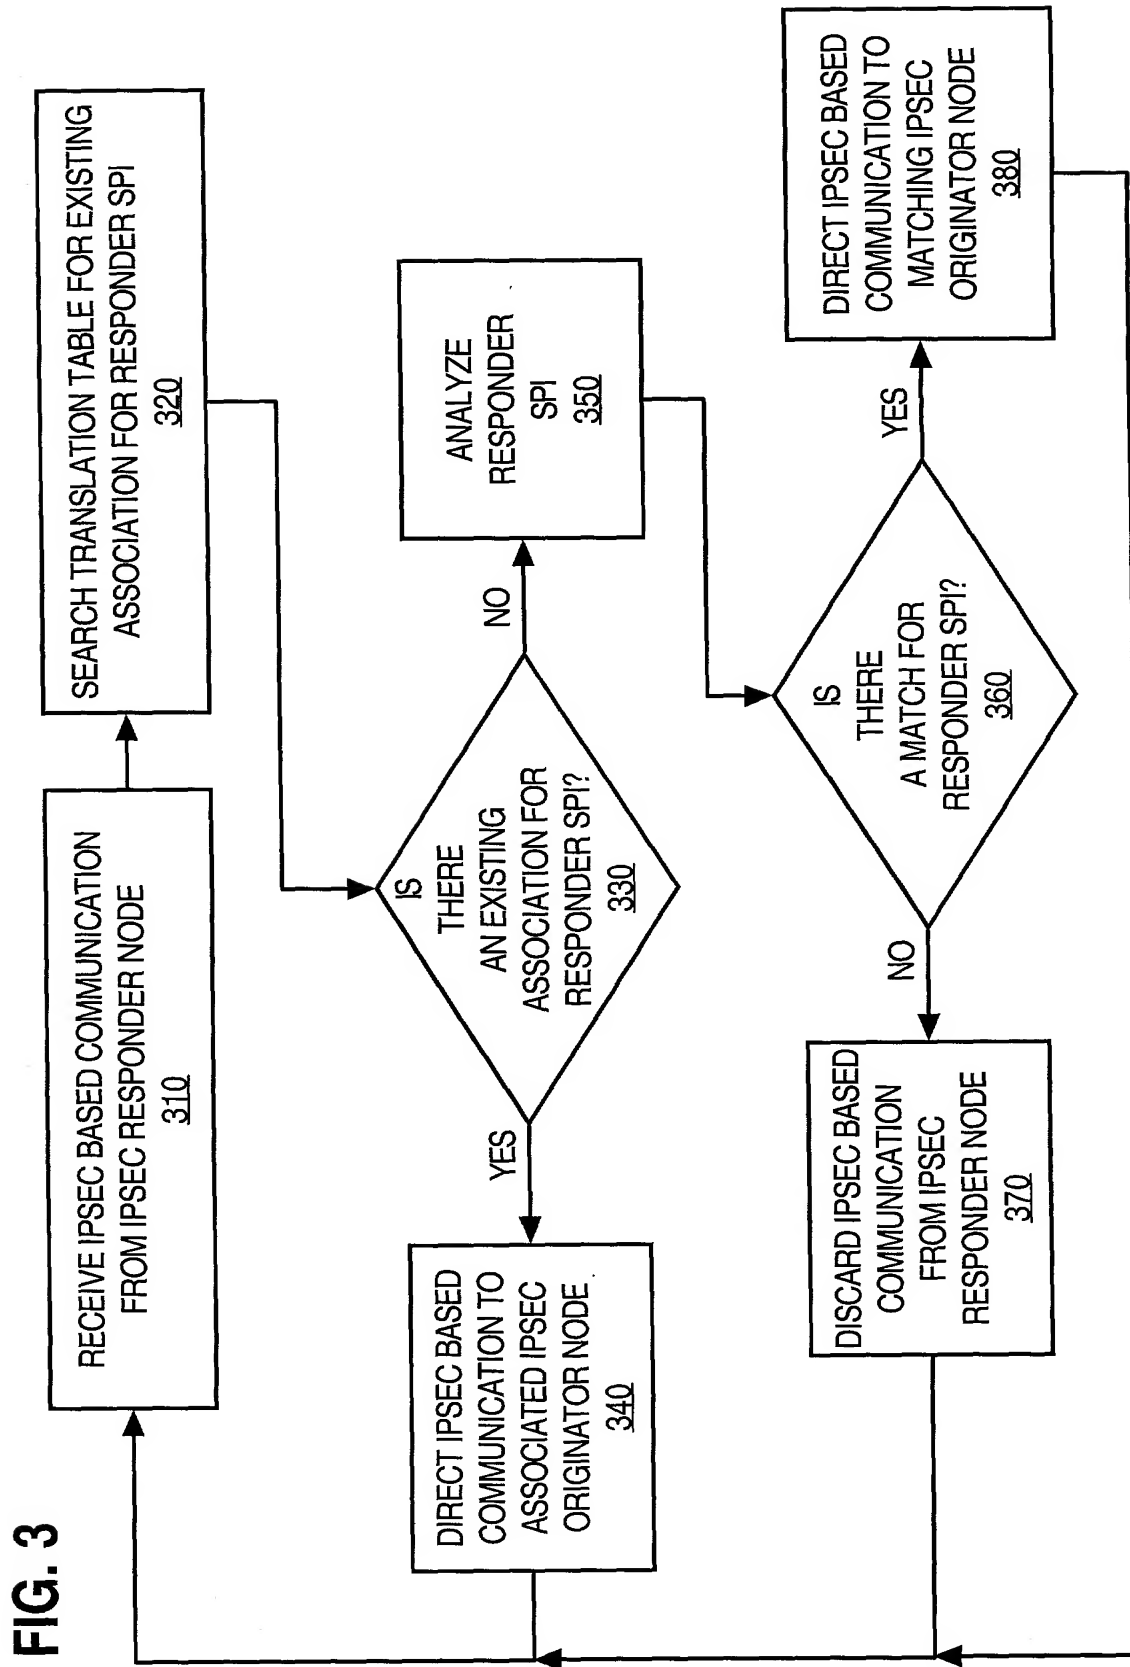 FIG. 3
RECEIVE IPSEC BASED COMMUNICATION
FROM IPSEC RESPONDER NODE
310
SEARCH TRANSLATION TABLE FOR EXISTING
ASSOCIATION FOR RESPONDER SPI
320
IS
THERE
AN EXISTING
ASSOCIATION FOR
RESPONDER SPI?
330
YES
NO
DIRECT IPSEC BASED
COMMUNICATION TO
ASSOCIATED IPSEC
ORIGINATOR NODE
340
ANALYZE
RESPONDER
SPI
350
IS
THERE
A MATCH FOR
RESPONDER SPI?
360
NO
YES
DISCARD IPSEC BASED
COMMUNICATION
FROM IPSEC
RESPONDER NODE
370
DIRECT IPSEC BASED
COMMUNICATION TO
MATCHING IPSEC
ORIGINATOR NODE
380